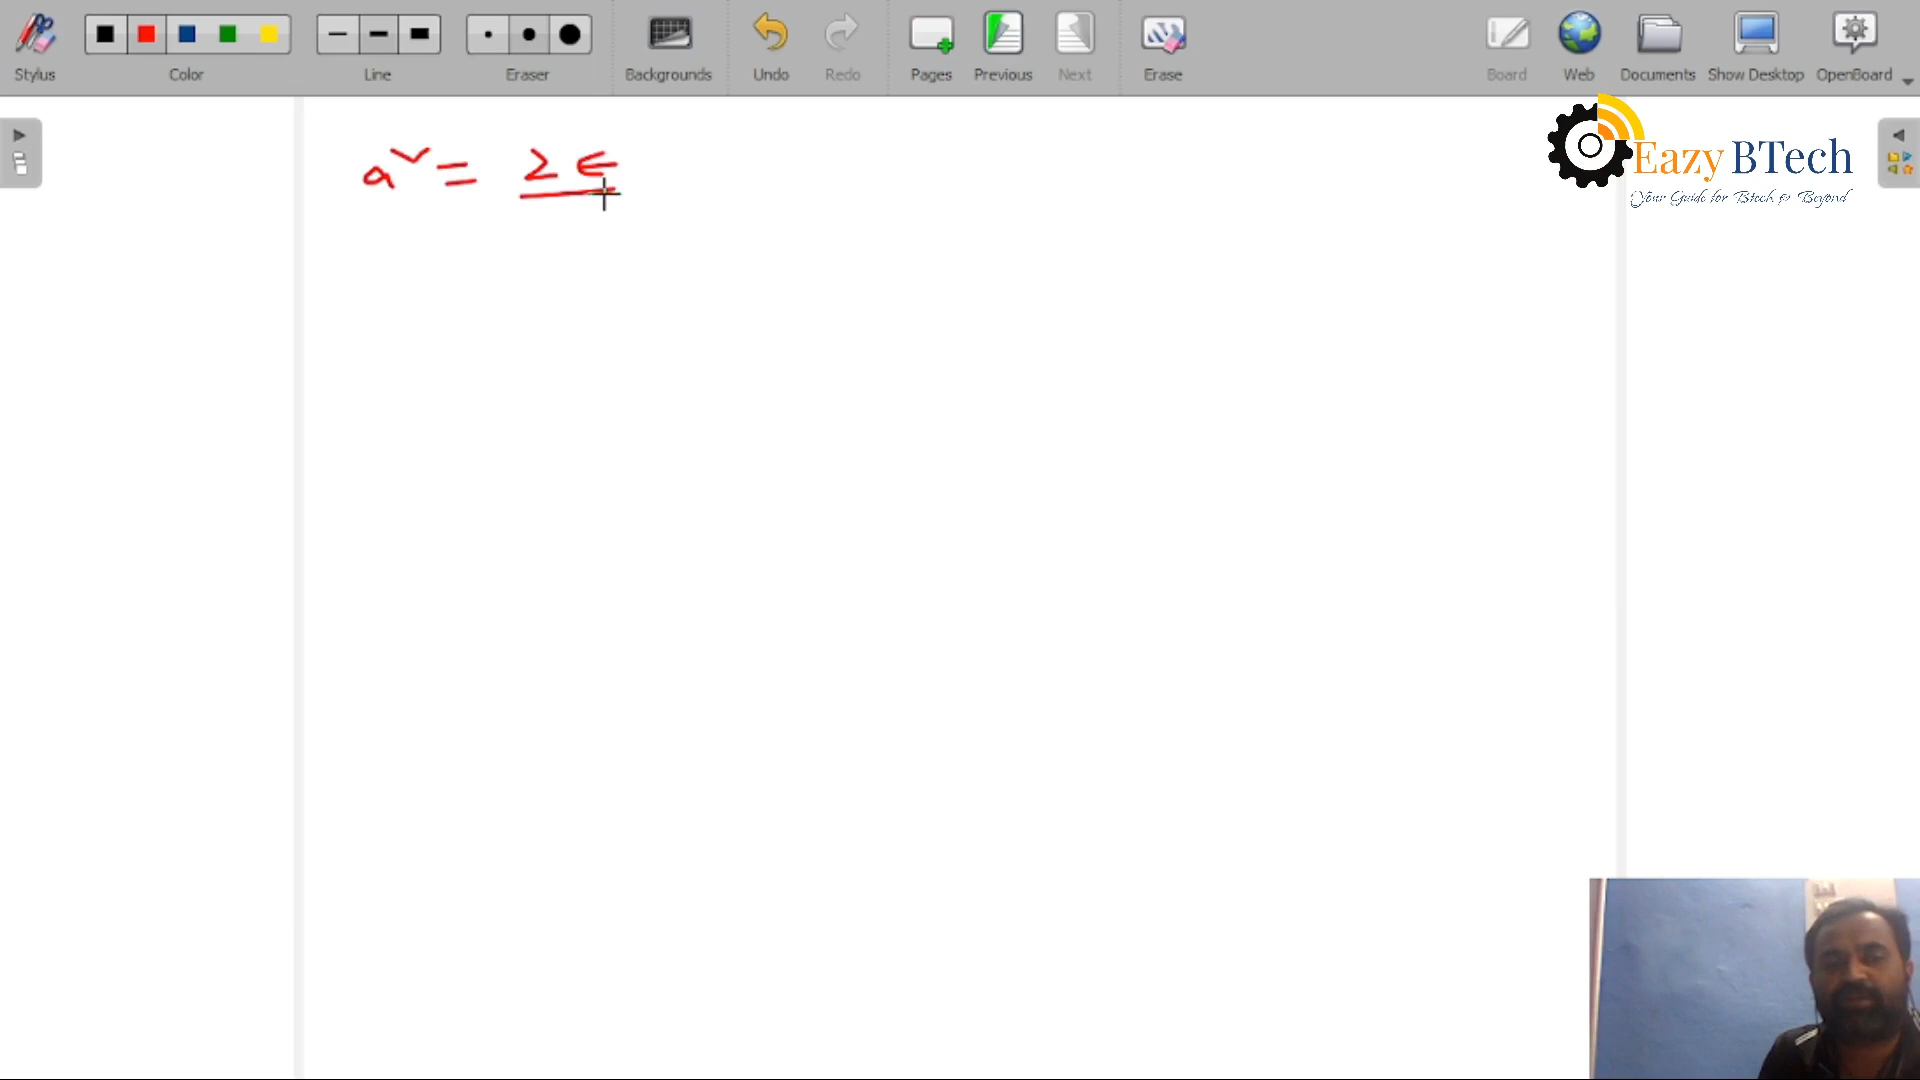 Stylus Color Line Eraser Backgrounds Undo Redo Pages Previous Next Erase Board Web Documents Show Desktop OpenBoard
Eazy BTech
Your Guide for Btech & Beyond
a² = 2 ∈